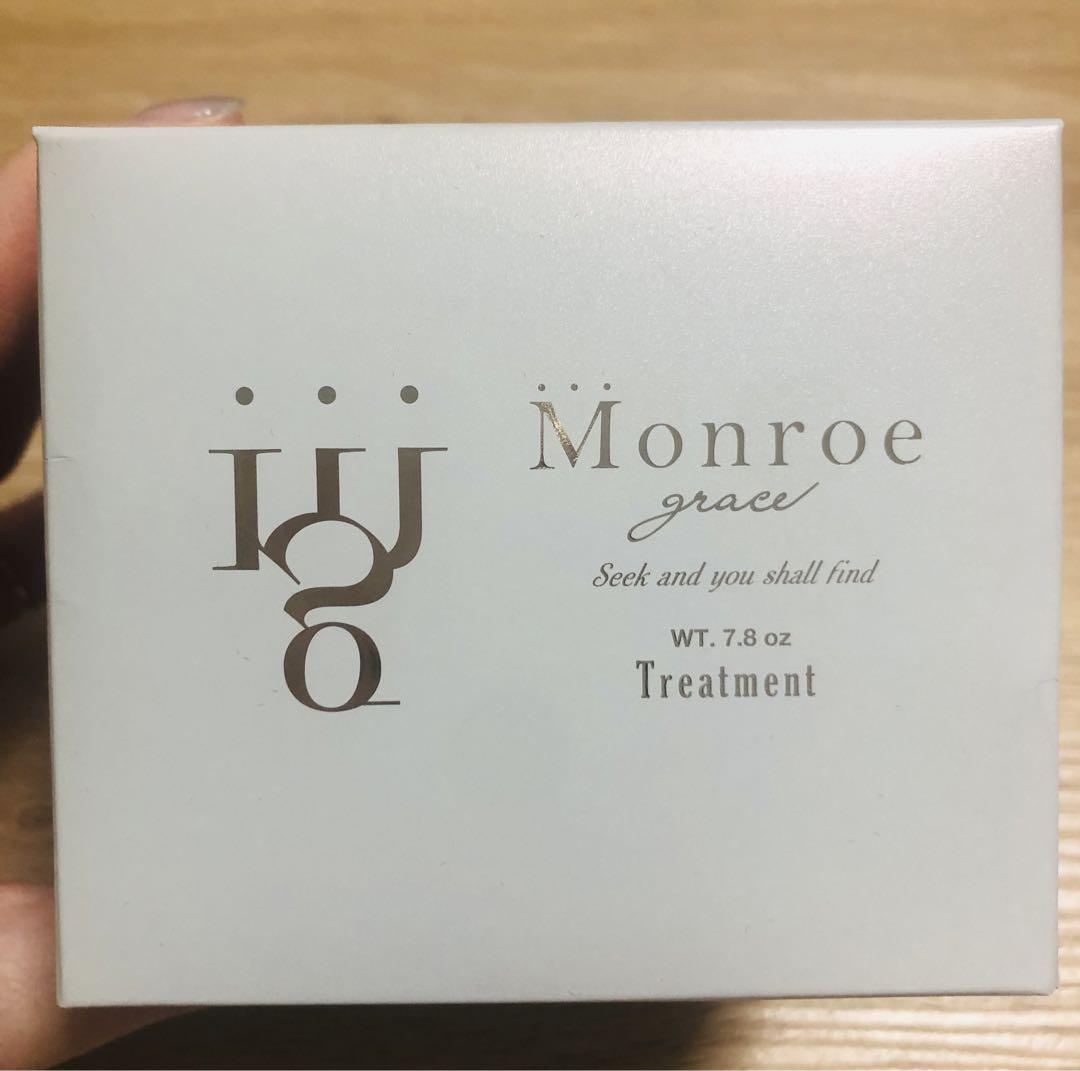 Monroe
grace
Seek and you shall find
WT. 7.8 oz
Treatment